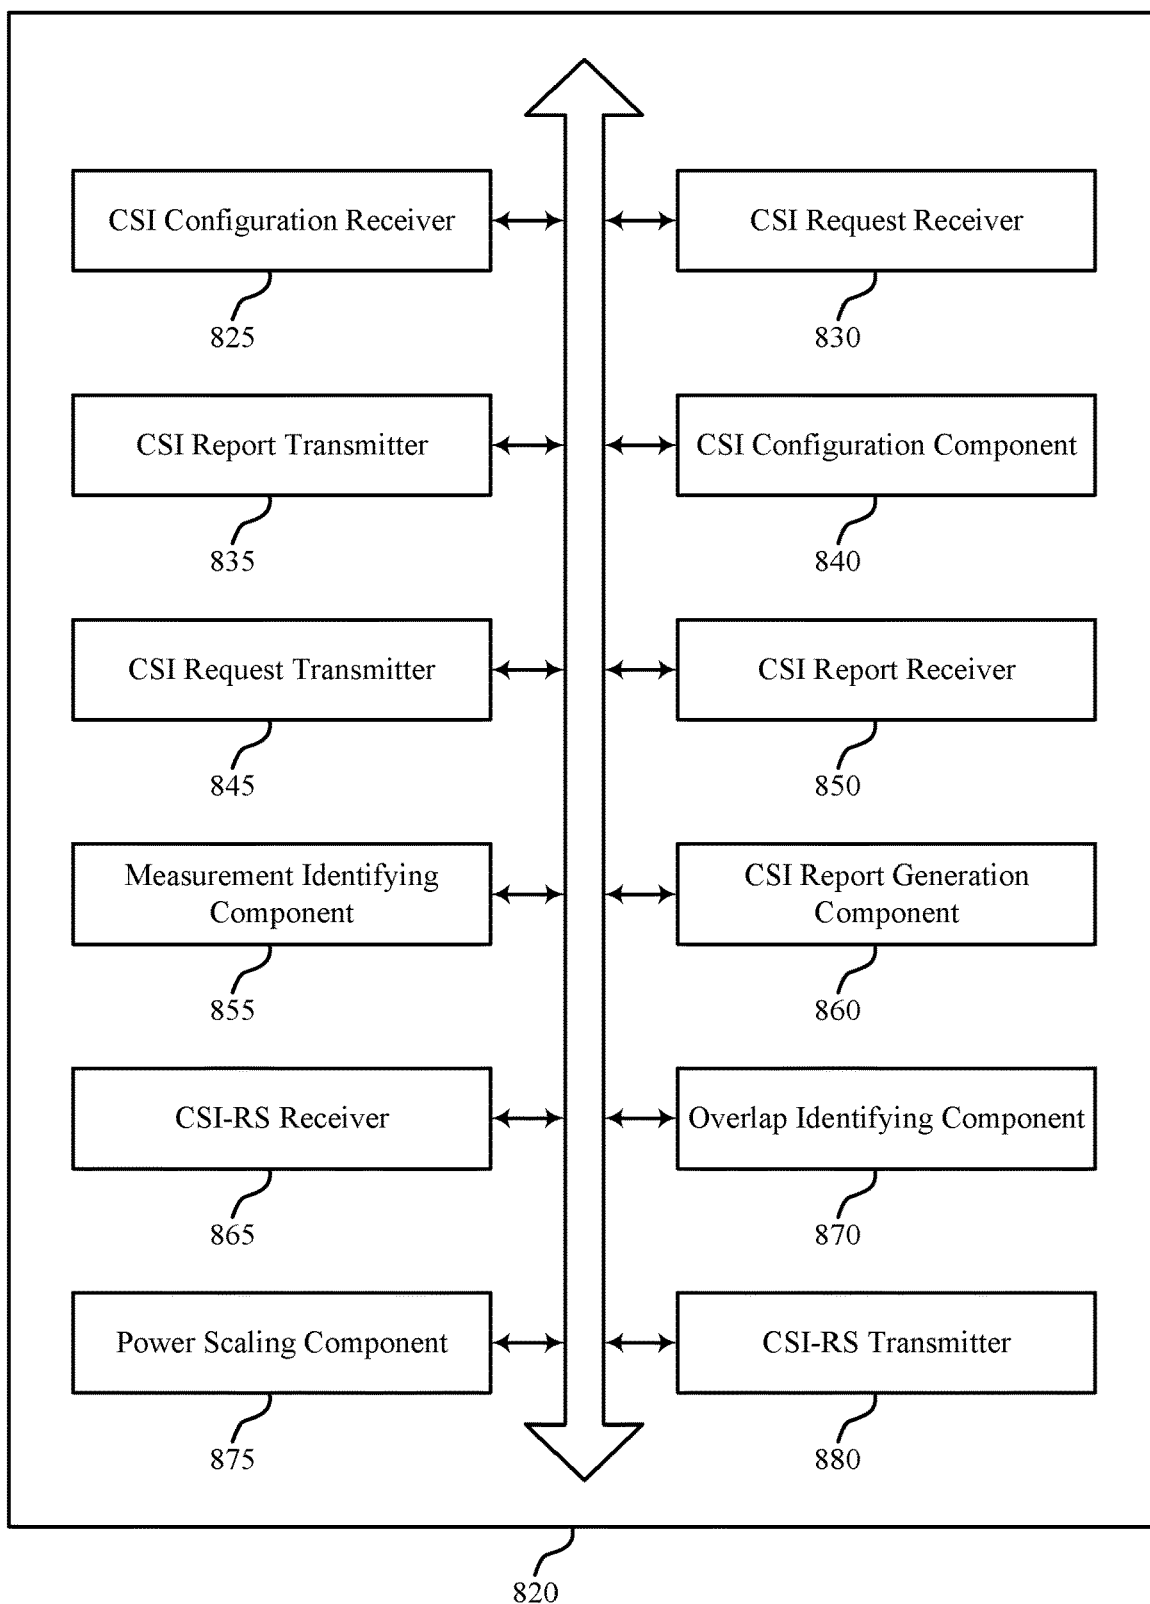 CSI Configuration Receiver
825
CSI Request Receiver
830
CSI Report Transmitter
835
CSI Configuration Component
840
CSI Request Transmitter
845
CSI Report Receiver
850
Measurement Identifying
Component
855
CSI Report Generation
Component
860
CSI-RS Receiver
865
Overlap Identifying Component
870
Power Scaling Component
875
CSI-RS Transmitter
880
820